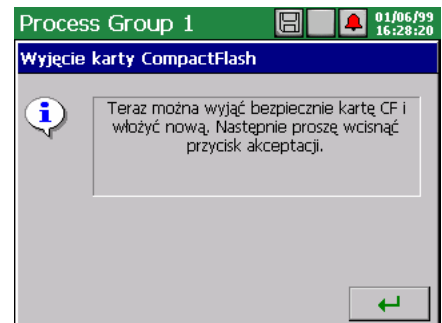 Process Group 1
01/06/99
16:28:20
Wyjęcie karty CompactFlash
Teraz można wyjąć bezpiecznie kartę CF i
włożyć nową. Następnie proszę wcisnąć
przycisk akceptacji.